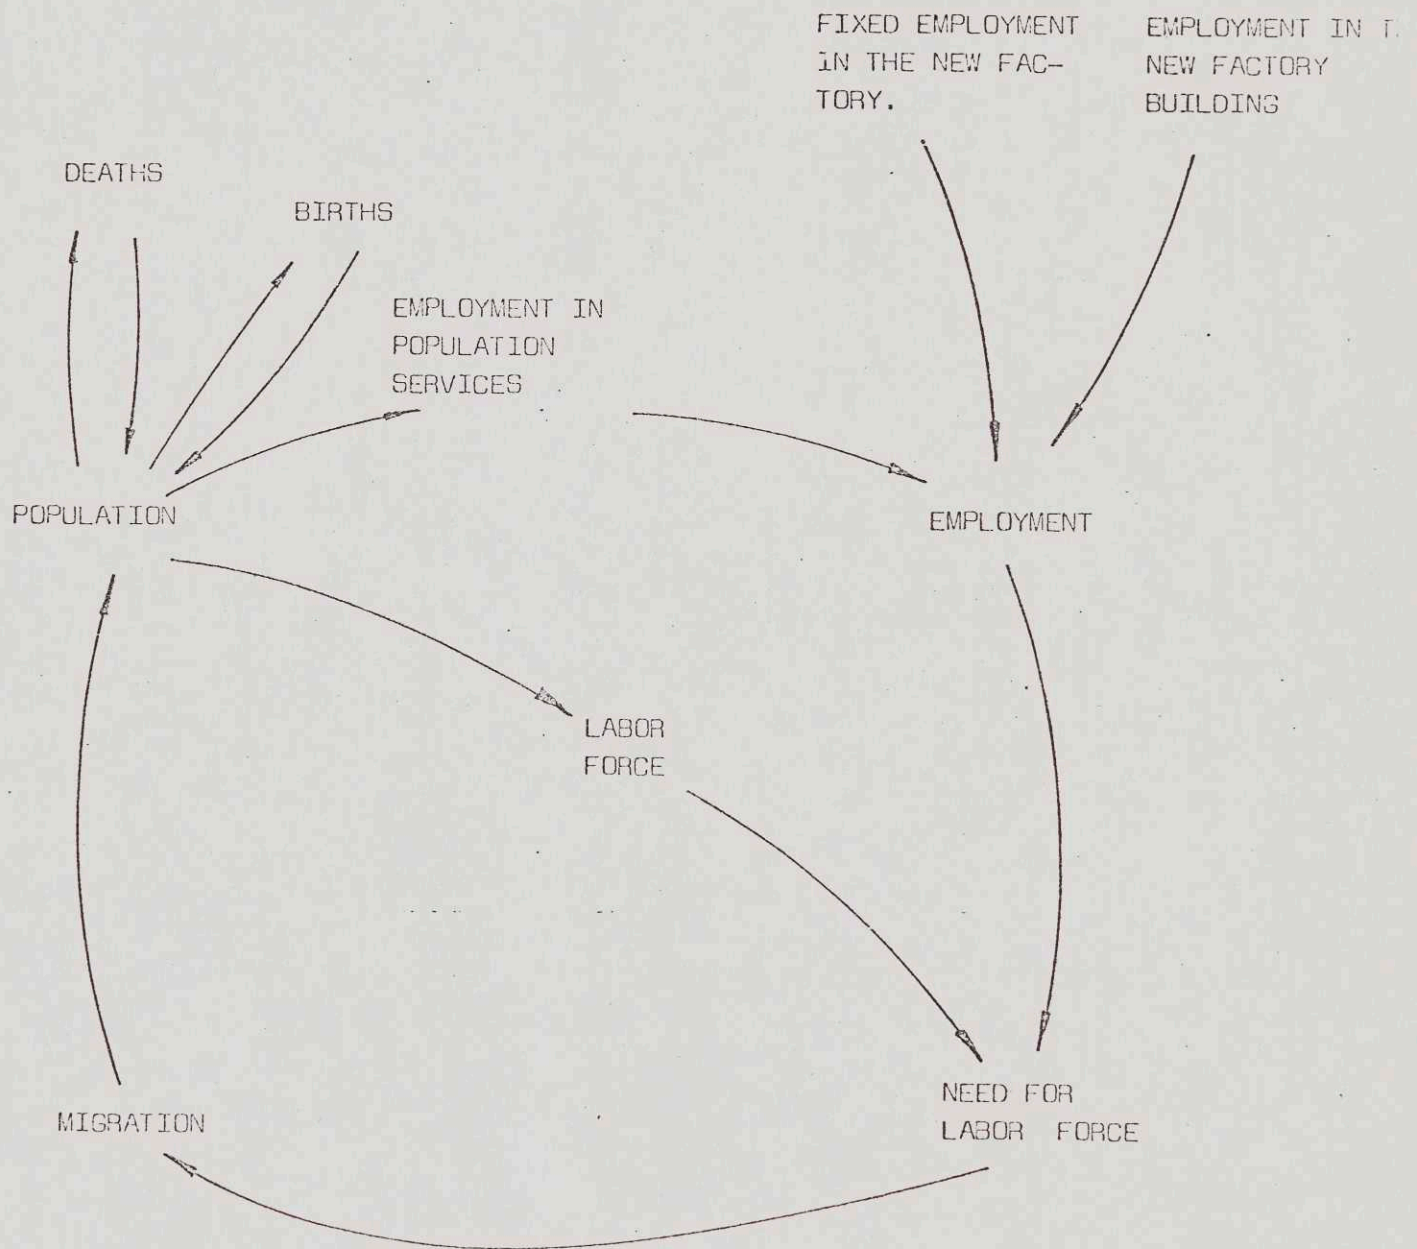 FIXED EMPLOYMENT
IN THE NEW FAC-
TORY.
EMPLOYMENT IN
NEW FACTORY
BUILDING
DEATHS
BIRTHS
EMPLOYMENT IN
POPULATION
SERVICES
POPULATION
EMPLOYMENT
LABOR
FORCE
NEED FOR
LABOR FORCE
MIGRATION